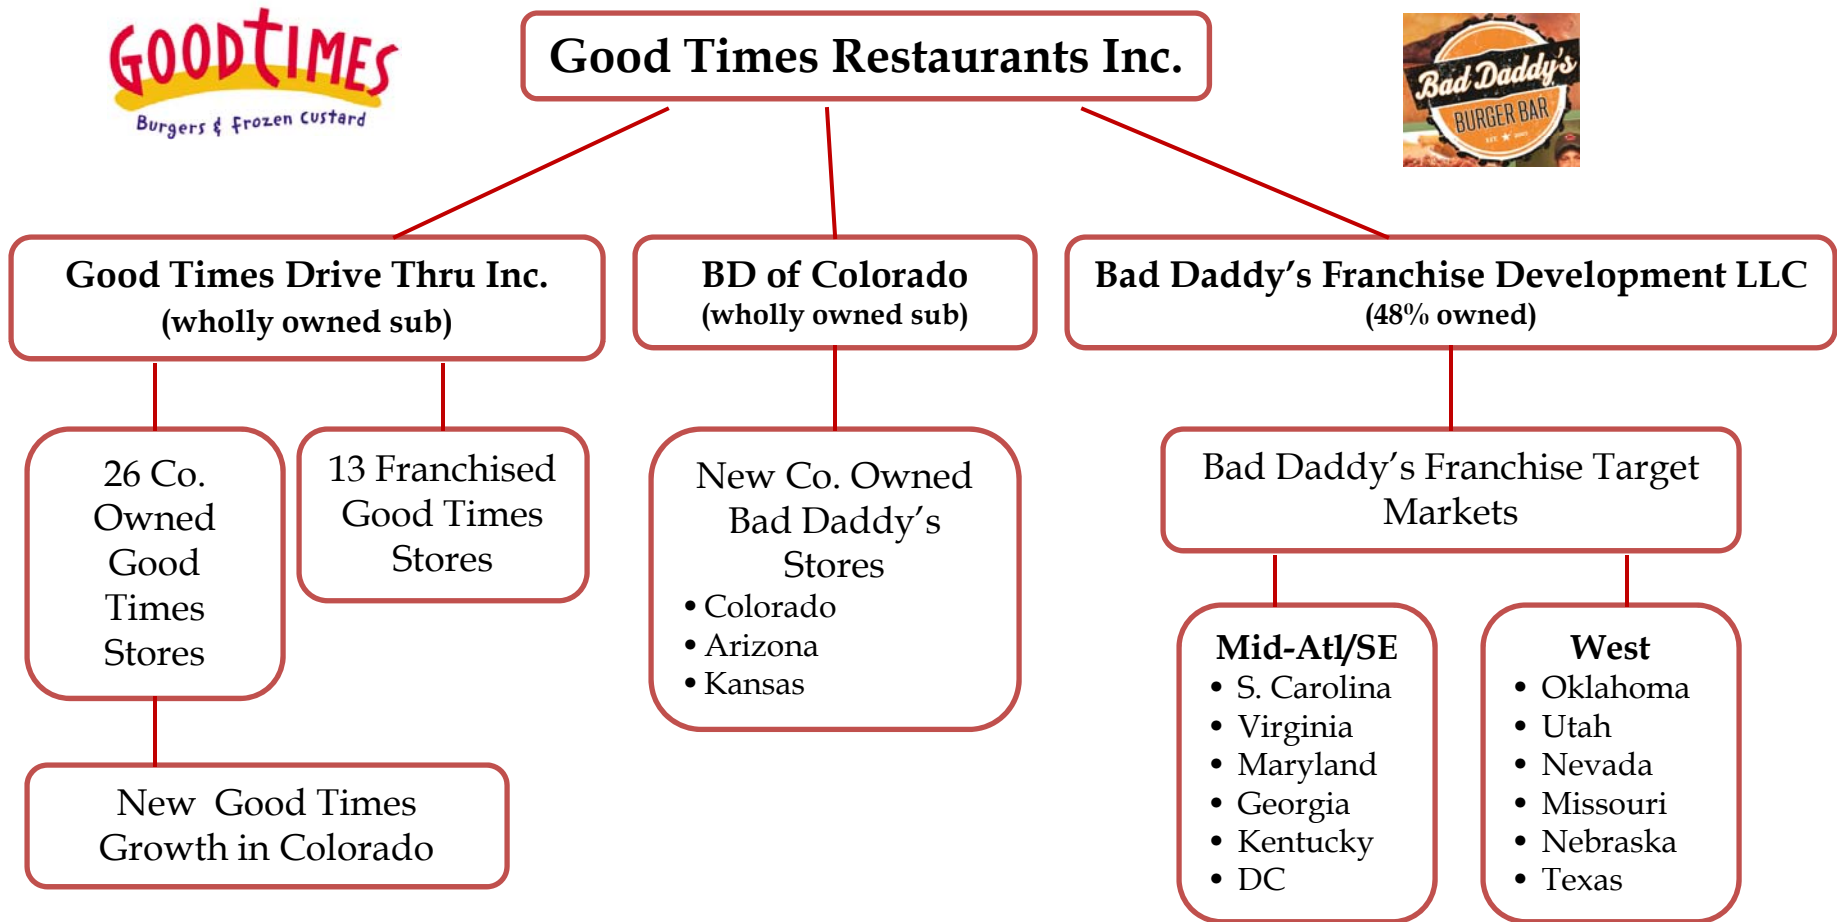 GOODTIMES
Burgers & Frozen Custard
Good Times Restaurants Inc.
Bad Daddy's
BURGER BAR
Good Times Drive Thru Inc.
(wholly owned sub)
BD of Colorado
(wholly owned sub)
Bad Daddy’s Franchise Development LLC
(48% owned)
26 Co.
Owned
Good
Times
Stores
13 Franchised
Good Times
Stores
New Co. Owned
Bad Daddy’s
Stores
• Colorado
• Arizona
• Kansas
Bad Daddy’s Franchise Target
Markets
New Good Times
Growth in Colorado
Mid-Atl/SE
• S. Carolina
• Virginia
• Maryland
• Georgia
• Kentucky
• DC
West
• Oklahoma
• Utah
• Nevada
• Missouri
• Nebraska
• Texas